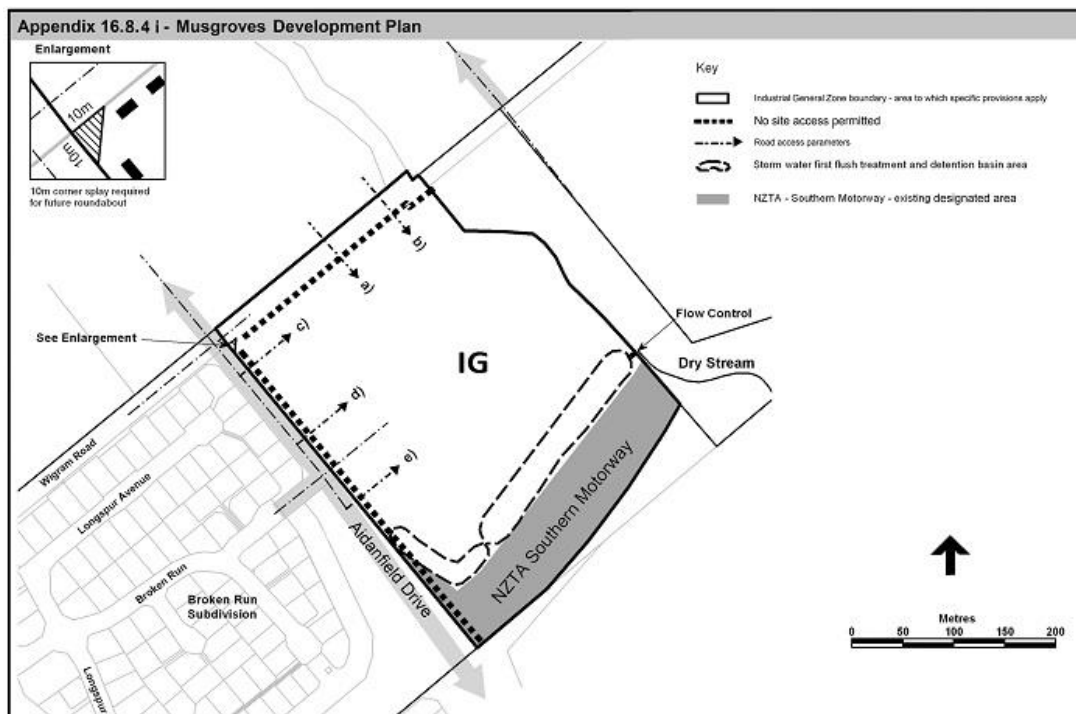 Appendix 16.8.4 i - Musgroves Development Plan
Enlargement
10m
10m
10m corner splay required
for future roundabout
Key
Industrial General Zone boundary - area to which specific provisions apply
No site access permitted
Road access parameters
Storm water first flush treatment and detention basin area
NZTA - Southern Motorway - existing designated area
b)
a)
See Enlargement
c)
Flow Control
IG
Dry Stream
d)
Wigram Road
Longspur Avenue
e)
NZTA Southern Motorway
Aidanfield Drive
Broken Run
Broken Run
Subdivision
Longspur
Metres
0 50 100 150 200